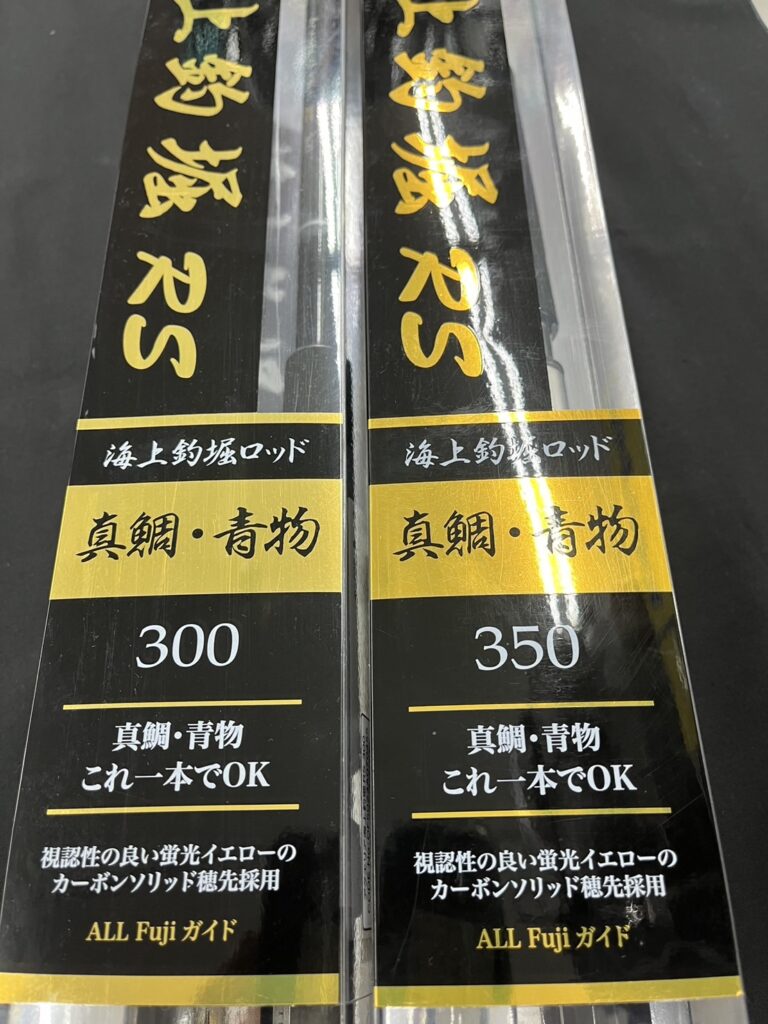 上釣堀 RS
海上釣堀ロッド
真鯛・青物
300
真鯛・青物
これ一本でOK
視認性の良い蛍光イエローの
カーボンソリッド穂先採用
ALL Fuji ガイド
上釣堀 RS
海上釣堀ロッド
真鯛・青物
350
真鯛・青物
これ一本でOK
視認性の良い蛍光イエローの
カーボンソリッド穂先採用
ALL Fuji ガイド